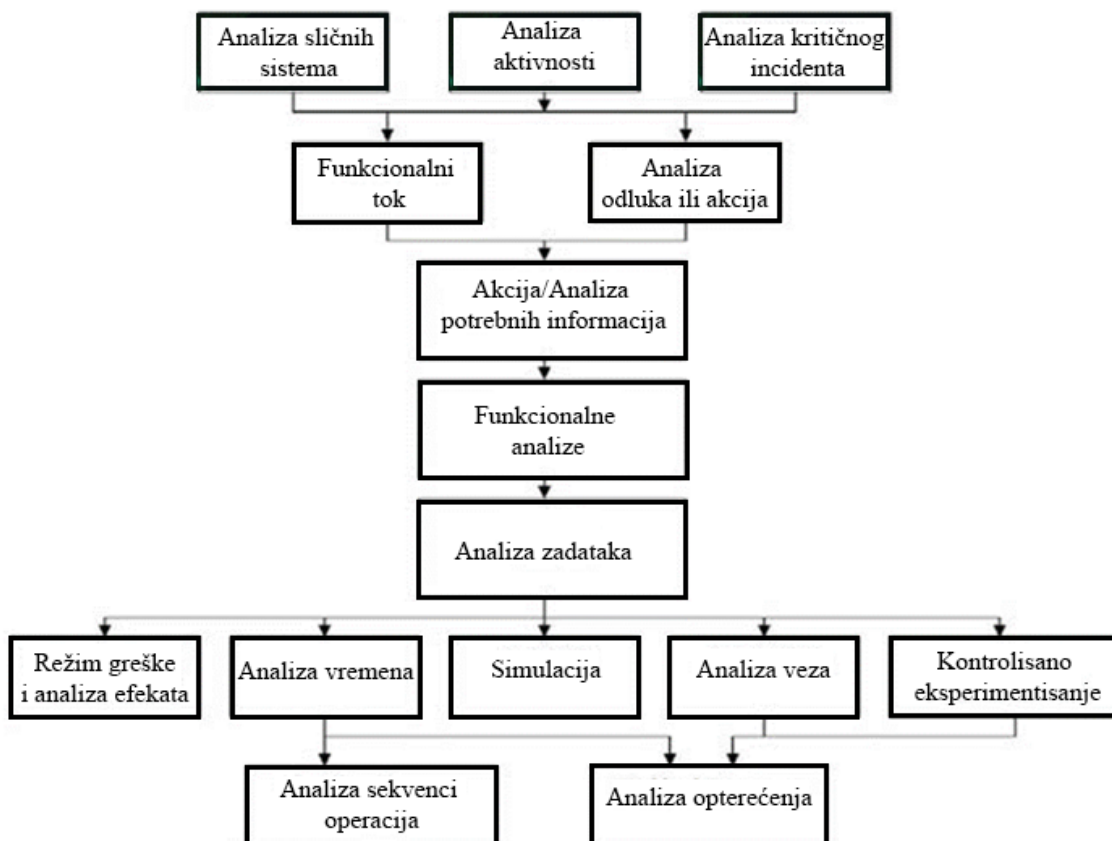 Analiza sličnih
sistema
Analiza
aktivnosti
Analiza kritičnog
incidenta
Funkcionalni
tok
Analiza
odluka ili akcija
Akcija/Analiza
potrebnih informacija
Funkcionalne
analize
Analiza zadataka
Režim greške
i analiza efekata
Analiza vremena
Simulacija
Analiza veza
Kontrolisano
eksperimentisanje
Analiza sekvenci
operacija
Analiza opterećenja